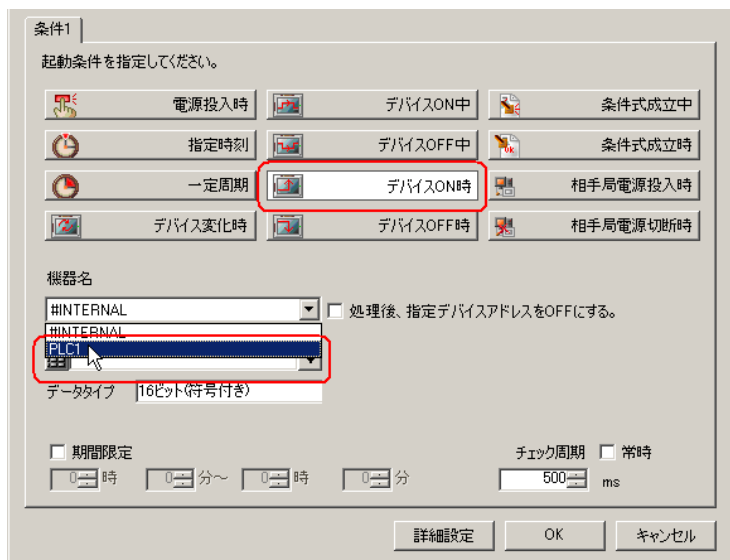 条件1
起動条件を指定してください。
電源投入時 デバイスON中 条件式成立中
指定時刻 デバイスOFF中 条件式成立時
一定周期 デバイスON時 相手局電源投入時
デバイス変化時 デバイスOFF時 相手局電源切断時
機器名
#INTERNAL 処理後、指定デバイスアドレスをOFFにする。
#INTERNAL
PLC1
データタイプ 16ビット(符号付き)
期間限定 チェック周期 常時
0 時 0 分～ 0 時 0 分 500 ms
詳細設定 OK キャンセル